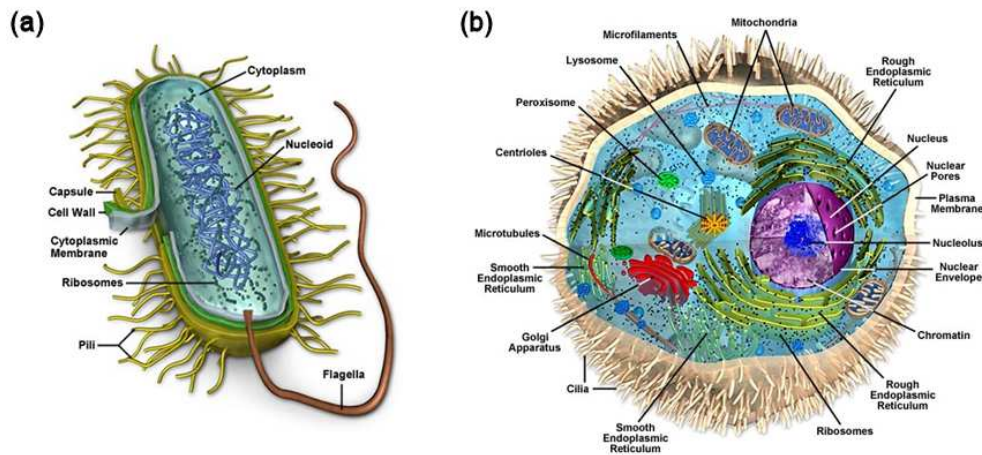 (a)
Cytoplasm
Nucleoid
Capsule
Cell Wall
Cytoplasmic
Membrane
Ribosomes
Pili
Flagella
(b)
Mitochondria
Microfilaments
Lysosome
Rough
Endoplasmic
Reticulum
Peroxisome
Nucleus
Centrioles
Nuclear
Pores
Plasma
Membrane
Microtubules
Nucleolus
Smooth
Endoplasmic
Reticulum
Nuclear
Envelope
Golgi
Apparatus
Chromatin
Cilia
Rough
Endoplasmic
Reticulum
Smooth
Endoplasmic
Reticulum
Ribosomes